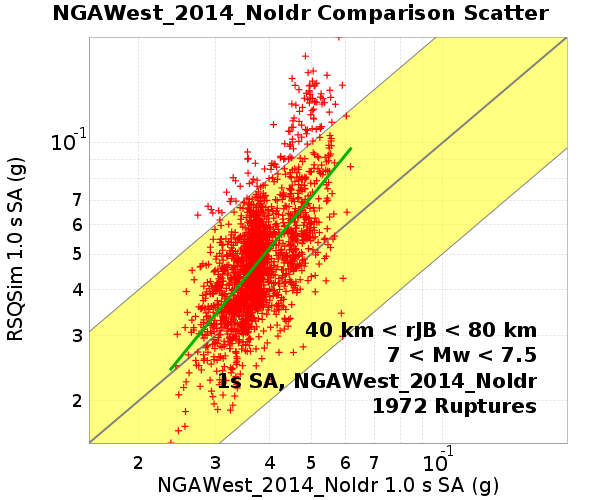 NGAWest_2014_NoIdr Comparison Scatter
RSQSim 1.0 s SA (g)
10^-1
7
6
5
4
3
2
40 km < rJB < 80 km
7 < Mw < 7.5
1s SA, NGAWest_2014_NoIdr
1972 Ruptures
2 3 4 5 6 7 10^-1
NGAWest_2014_NoIdr 1.0 s SA (g)